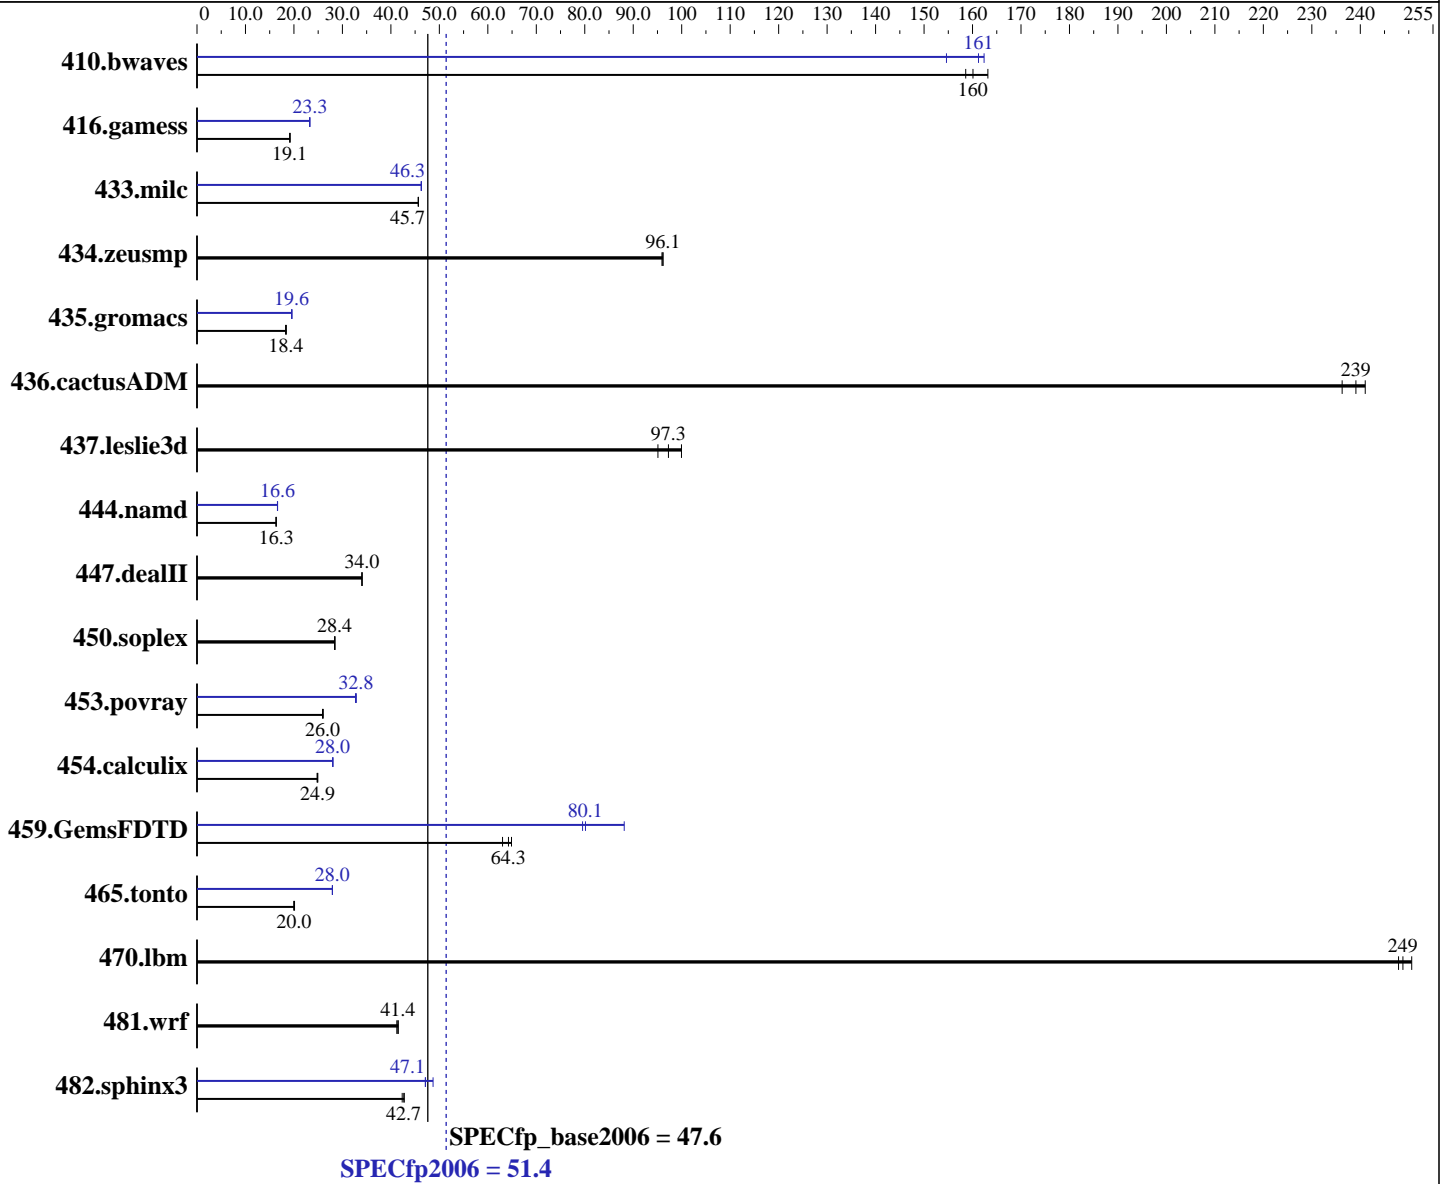 0 10.0 20.0 30.0 40.0 50.0 60.0 70.0 80.0 90.0 100 110 120 130 140 150 160 170 180 190 200 210 220 230 240 255
410.bwaves 161
160
416.gamess 23.3
19.1
433.milc 46.3
45.7
434.zeusmp 96.1
435.gromacs 19.6
18.4
436.cactusADM 239
437.leslie3d 97.3
444.namd 16.6
16.3
447.dealII 34.0
450.soplex 28.4
453.povray 32.8
26.0
454.calculix 28.0
24.9
459.GemsFDTD 80.1
64.3
465.tonto 28.0
20.0
470.lbm 249
481.wrf 41.4
482.sphinx3 47.1
42.7
SPECfp_base2006 = 47.6
SPECfp2006 = 51.4